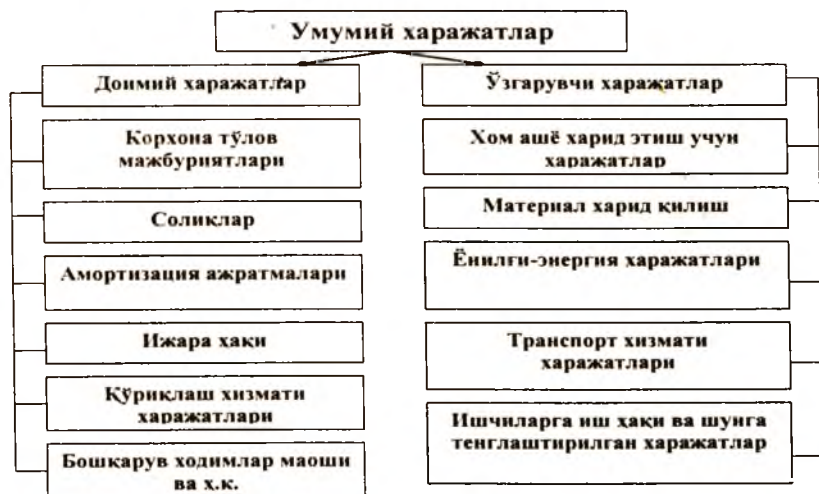 Умумий харажатлар
Доимий харажатлар
Корхона тўлов
мажбуриятлари
Солиқлар
Амортизация ажратмалари
Ижара хақи
Қўриқлаш хизмати
харажатлари
Бошқарув ходимлар маоши
ва ҳ.к.
Ўзгарувчи харажатлар
Хом ашё харид этиш учун
харажатлар
Материал харид қилиш
Ёнилғи-энергия харажатлари
Транспорт хизмати
харажатлари
Ишчиларга иш ҳақи ва шунга
тенглаштирилган харажатлар